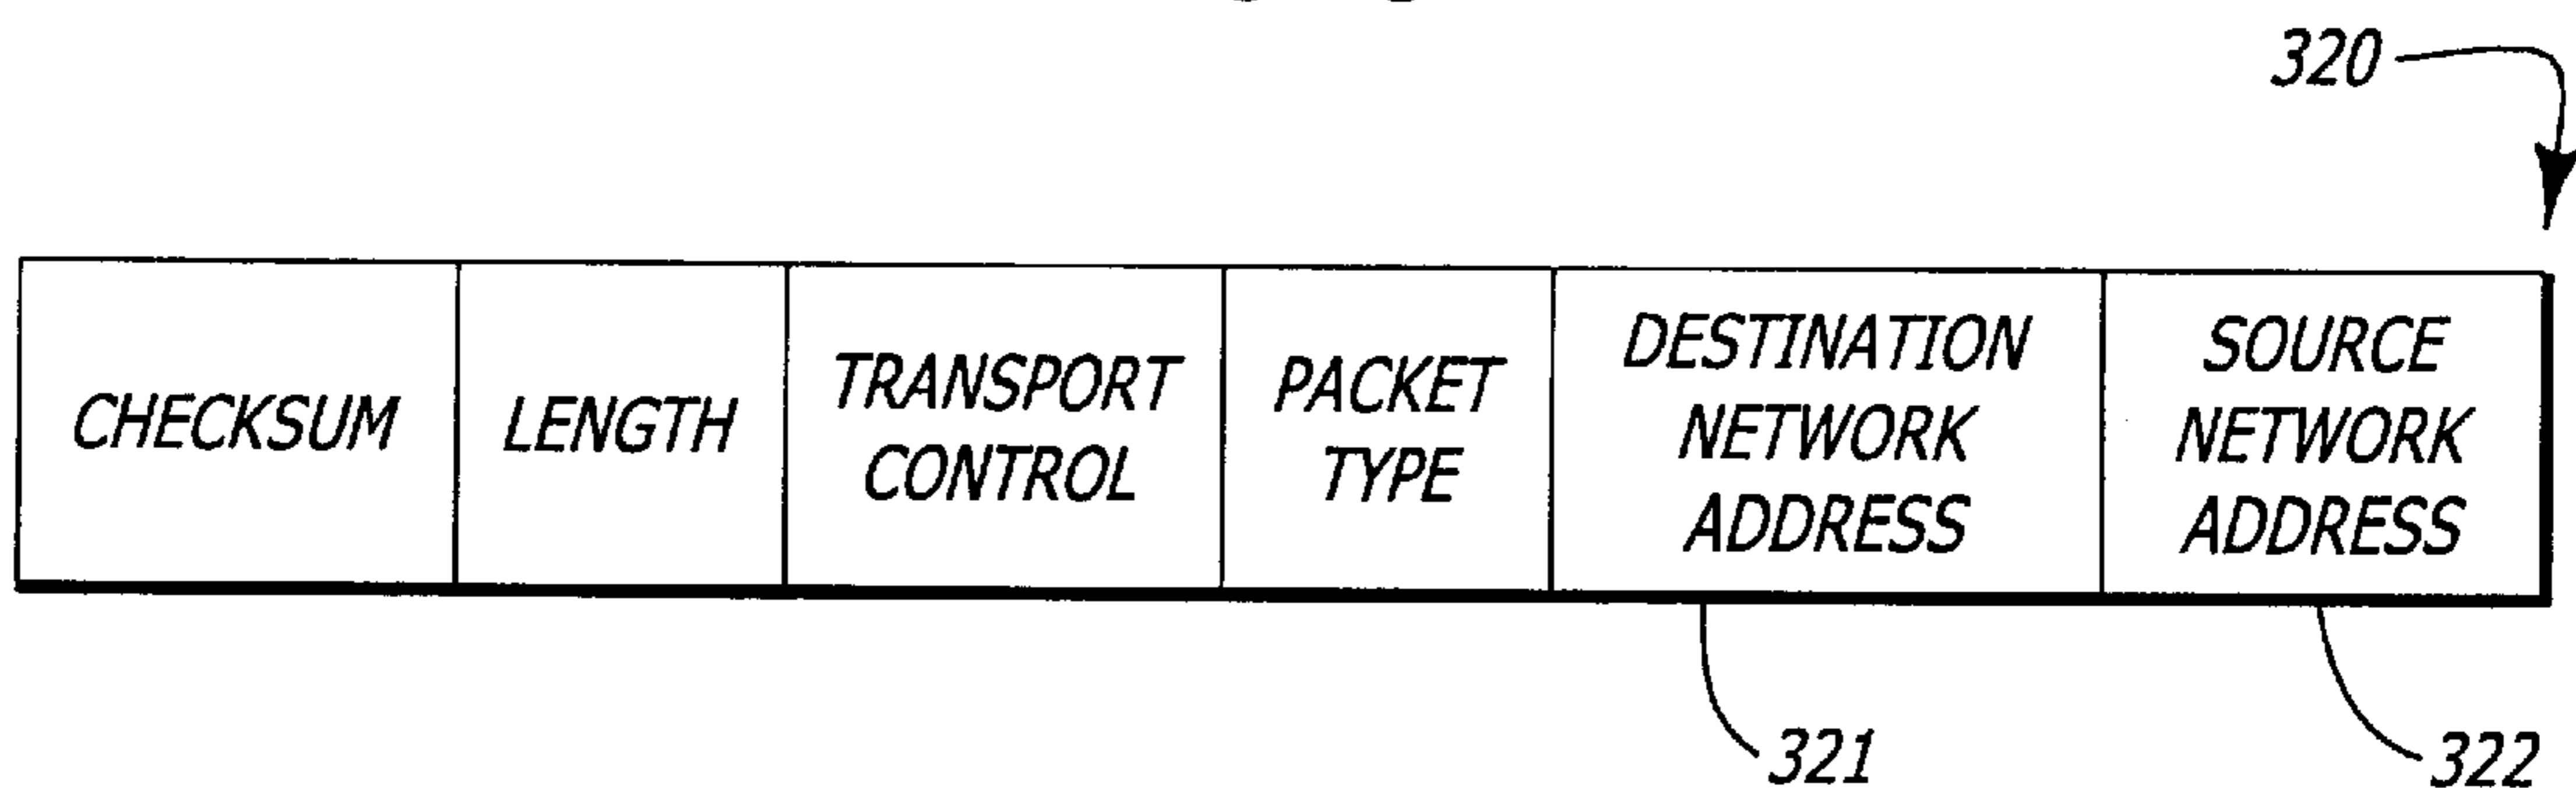 320
CHECKSUM
LENGTH
TRANSPORT
CONTROL
PACKET
TYPE
DESTINATION
NETWORK
ADDRESS
SOURCE
NETWORK
ADDRESS
321
322